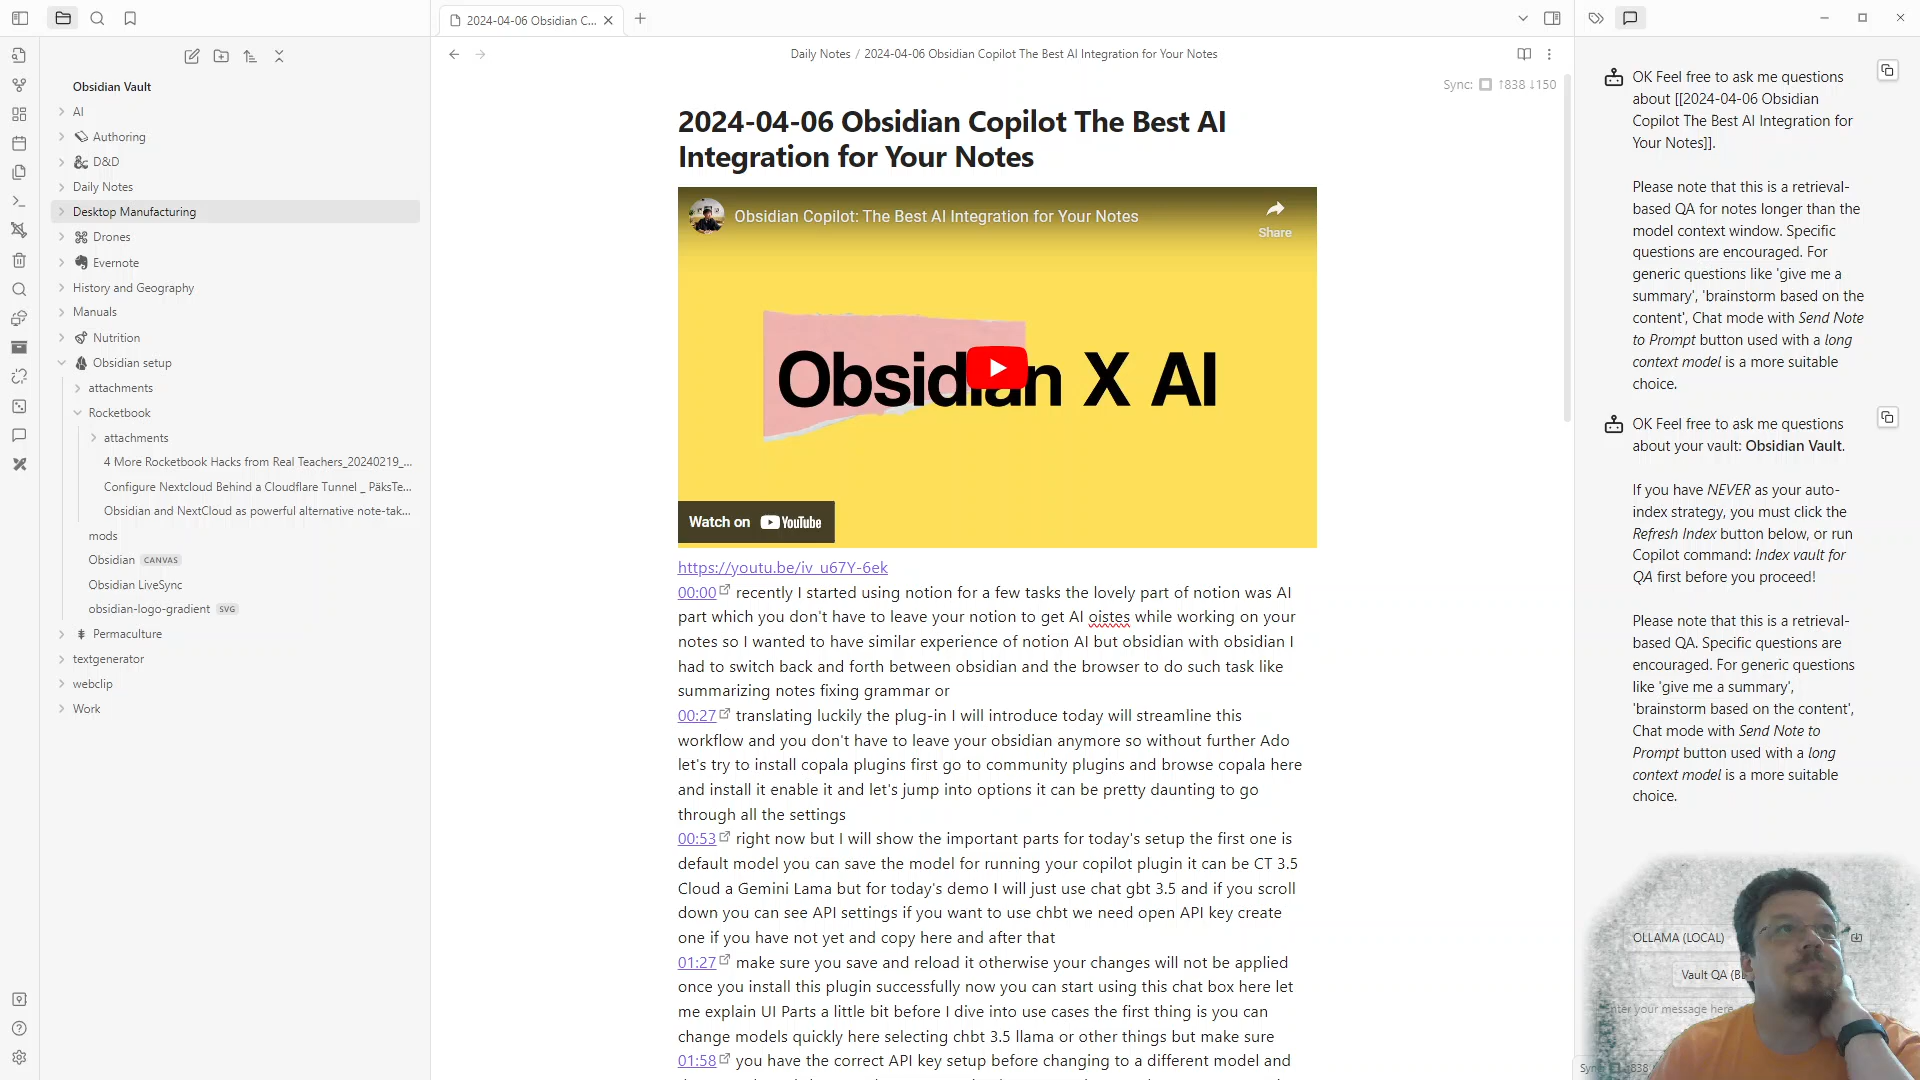 2024-04-06 Obsidian C...
Obsidian Vault
AI
Authoring
D&D
Daily Notes
Desktop Manufacturing
Drones
Evernote
History and Geography
Manuals
Nutrition
Obsidian setup
attachments
Rocketbook
attachments
4 More Rocketbook Hacks from Real Teachers_20240219_...
Configure Nextcloud Behind a Cloudflare Tunnel _ PäksTe...
Obsidian and NextCloud as powerful alternative note-tak...
mods
Obsidian CANVAS
Obsidian LiveSync
obsidian-logo-gradient SVG
Permaculture
textgenerator
webclip
Work
Daily Notes / 2024-04-06 Obsidian Copilot The Best AI Integration for Your Notes
Sync: ↑838 ↓150
2024-04-06 Obsidian Copilot The Best AI
Integration for Your Notes
Obsidian Copilot: The Best AI Integration for Your Notes
Share
Obsidian X AI
Watch on YouTube
https://youtu.be/iv_u67Y-6ek
00:00 recently I started using notion for a few tasks the lovely part of notion was AI
part which you don't have to leave your notion to get AI oistes while working on your
notes so I wanted to have similar experience of notion AI but obsidian with obsidian I
had to switch back and forth between obsidian and the browser to do such task like
summarizing notes fixing grammar or
00:27 translating luckily the plug-in I will introduce today will streamline this
workflow and you don't have to leave your obsidian anymore so without further Ado
let's try to install copala plugins first go to community plugins and browse copala here
and install it enable it and let's jump into options it can be pretty daunting to go
through all the settings
00:53 right now but I will show the important parts for today's setup the first one is
default model you can save the model for running your copilot plugin it can be CT 3.5
Cloud a Gemini Lama but for today's demo I will just use chat gbt 3.5 and if you scroll
down you can see API settings if you want to use chbt we need open API key create
one if you have not yet and copy here and after that
01:27 make sure you save and reload it otherwise your changes will not be applied
once you install this plugin successfully now you can start using this chat box here let
me explain UI Parts a little bit before I dive into use cases the first thing is you can
change models quickly here selecting chbt 3.5 llama or other things but make sure
01:58 you have the correct API key setup before changing to a different model and
OK Feel free to ask me questions
about [[2024-04-06 Obsidian
Copilot The Best AI Integration for
Your Notes]].
Please note that this is a retrieval-
based QA for notes longer than the
model context window. Specific
questions are encouraged. For
generic questions like 'give me a
summary', 'brainstorm based on the
content', Chat mode with Send Note
to Prompt button used with a long
context model is a more suitable
choice.
OK Feel free to ask me questions
about your vault: Obsidian Vault.
If you have NEVER as your auto-
index strategy, you must click the
Refresh Index button below, or run
Copilot command: Index vault for
QA first before you proceed!
Please note that this is a retrieval-
based QA. Specific questions are
encouraged. For generic questions
like 'give me a summary',
'brainstorm based on the content',
Chat mode with Send Note to
Prompt button used with a long
context model is a more suitable
choice.
OLLAMA (LOCAL)
Vault QA (BE
Enter your message here